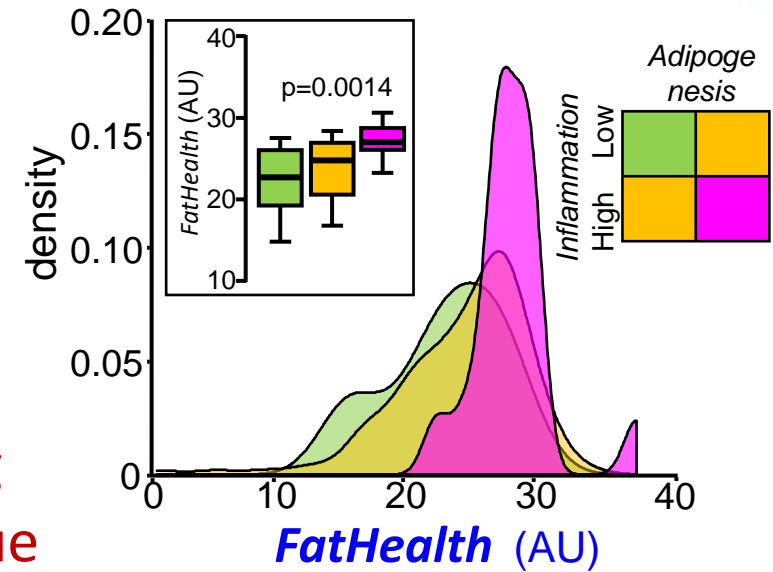 0.20
0.15
0.10
0.05
0
density
0 10 20 30 40
FatHealth (AU)
40
30
20
10
FatHealth (AU)
p=0.0014
Adipoge
nesis
Inflammation
High Low
ue